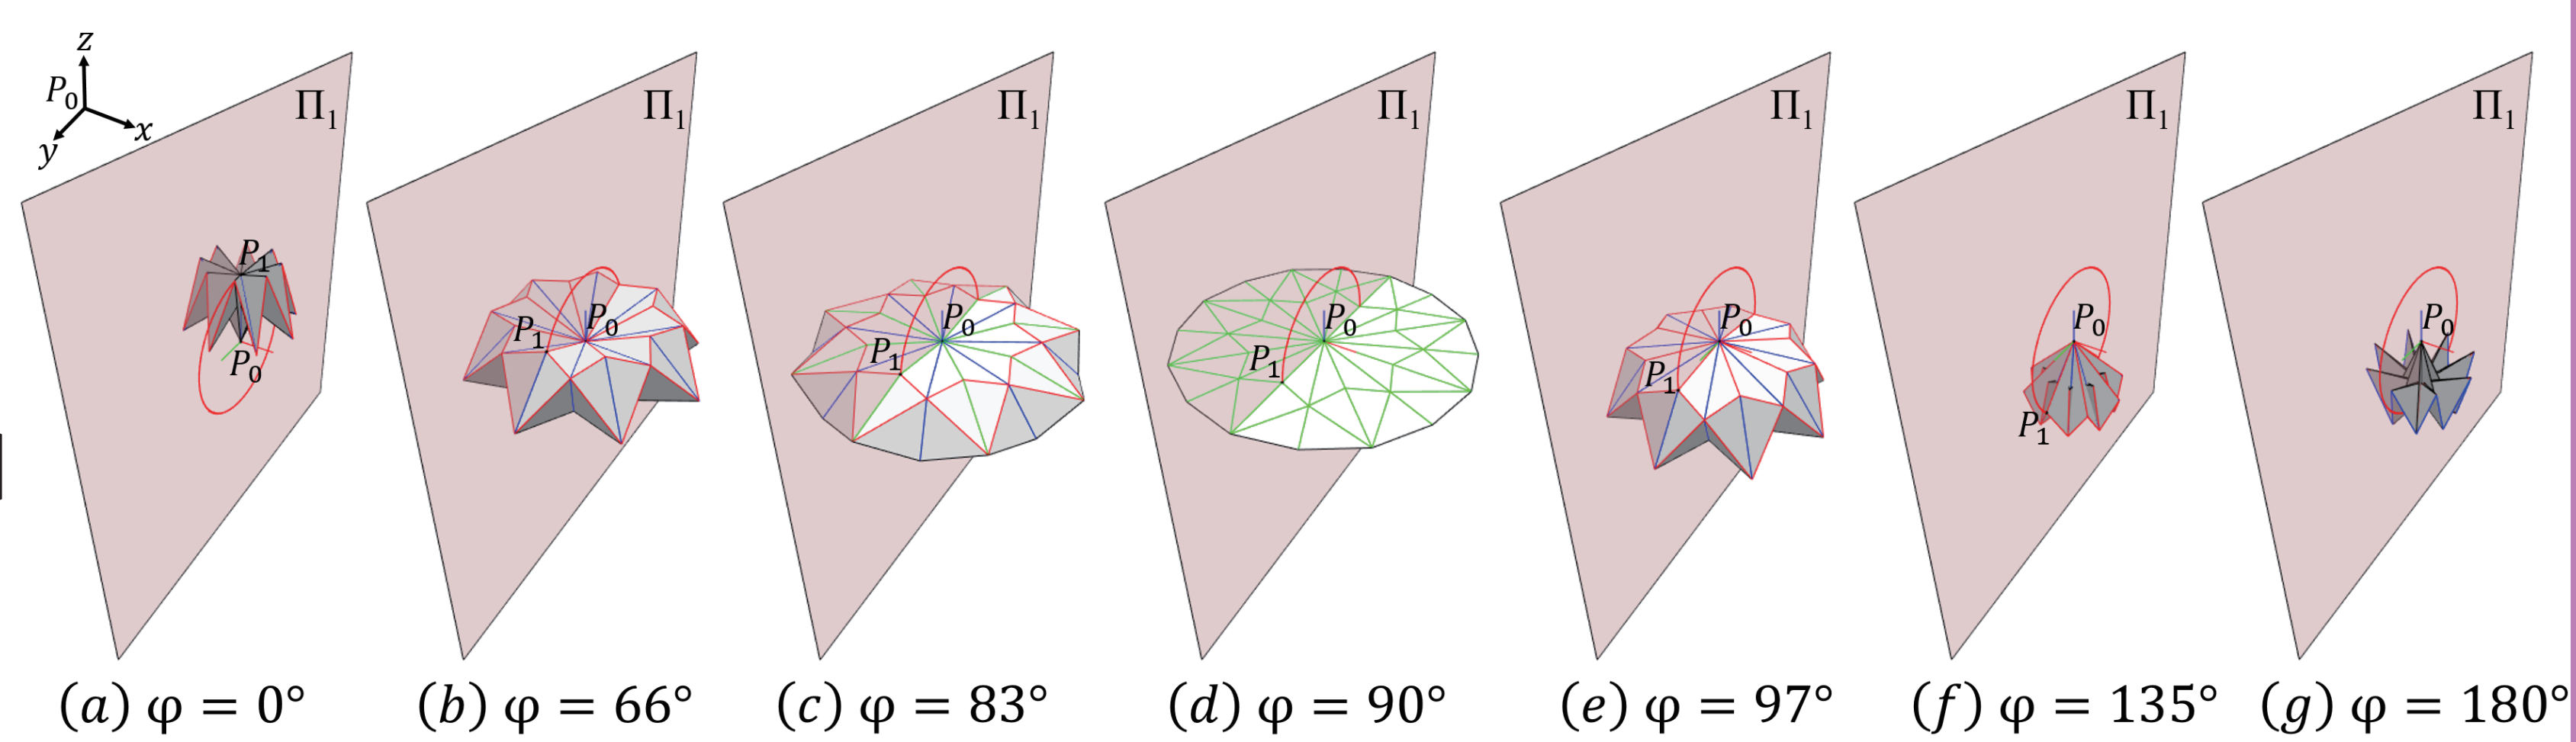 z
P₀
x
y
Π₁
P₁
P₀
(a) φ = 0°
Π₁
P₀
P₁
(b) φ = 66°
Π₁
P₀
P₁
(c) φ = 83°
Π₁
P₀
P₁
(d) φ = 90°
Π₁
P₀
P₁
(e) φ = 97°
Π₁
P₀
P₁
(f) φ = 135°
Π₁
P₀
(g) φ = 180°